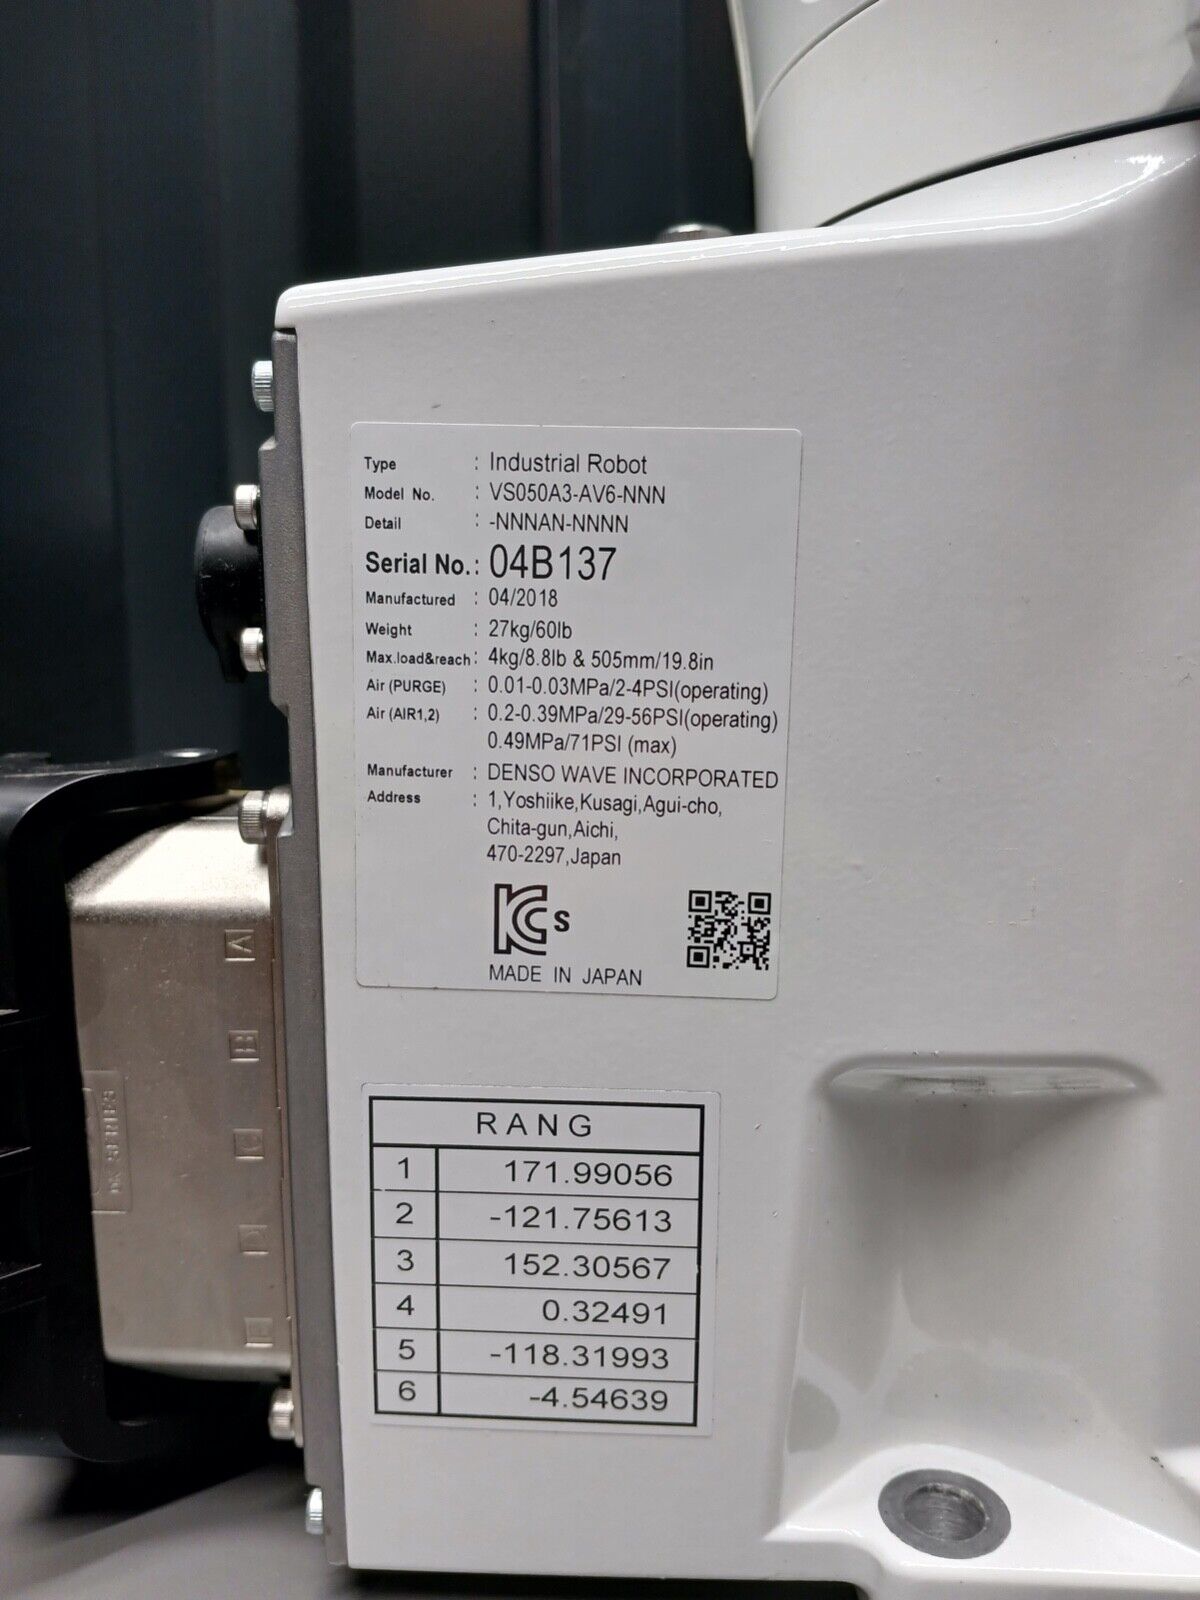 Type : Industrial Robot
Model No. : VS050A3-AV6-NNN
Detail : -NNNAN-NNNN
Serial No. : 04B137
Manufactured : 04/2018
Weight : 27kg/60lb
Max.load&reach : 4kg/8.8lb & 505mm/19.8in
Air (PURGE) : 0.01-0.03MPa/2-4PSI(operating)
Air (AIR1,2) : 0.2-0.39MPa/29-56PSI(operating)
0.49MPa/71PSI (max)
Manufacturer : DENSO WAVE INCORPORATED
Address : 1,Yoshiike,Kusagi,Agui-cho,
Chita-gun,Aichi,
470-2297,Japan
KC s
MADE IN JAPAN
RANG
1 171.99056
2 -121.75613
3 152.30567
4 0.32491
5 -118.31993
6 -4.54639
SERIES